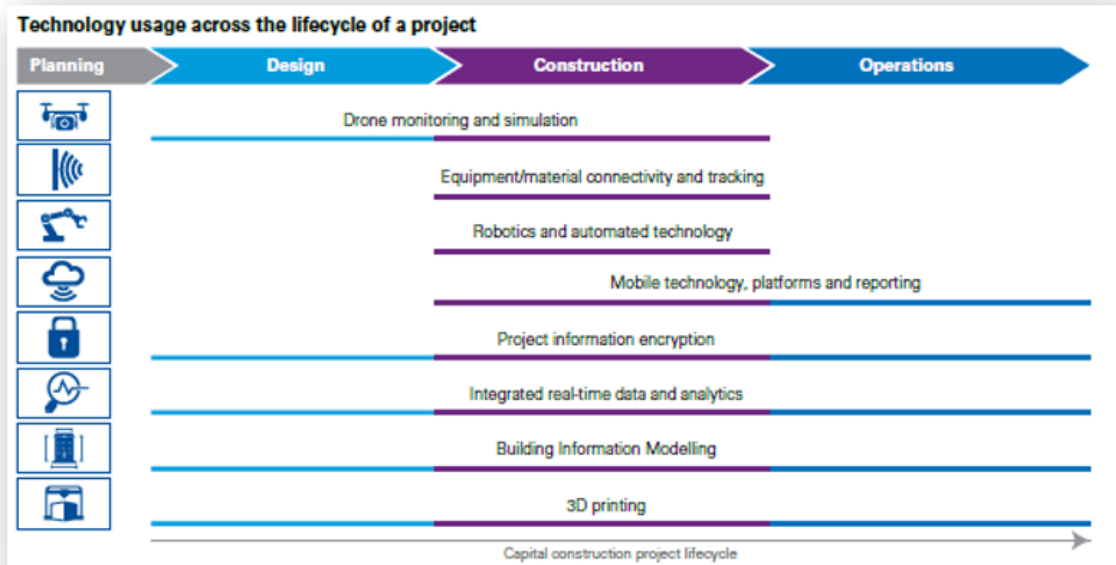 Technology usage across the lifecycle of a project
Planning
Design
Construction
Operations
Drone monitoring and simulation
Equipment/material connectivity and tracking
Robotics and automated technology
Mobile technology, platforms and reporting
Project information encryption
Integrated real-time data and analytics
Building Information Modelling
3D printing
Capital construction project lifecycle